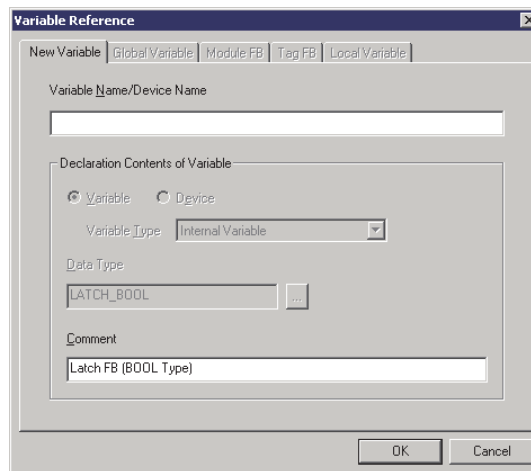 Variable Reference
New Variable Global Variable Module FB Tag FB Local Variable
Variable Name/Device Name
Declaration Contents of Variable
Variable Device
Variable Type Internal Variable
Data Type
LATCH_BOOL ...
Comment
Latch FB (BOOL Type)
OK Cancel